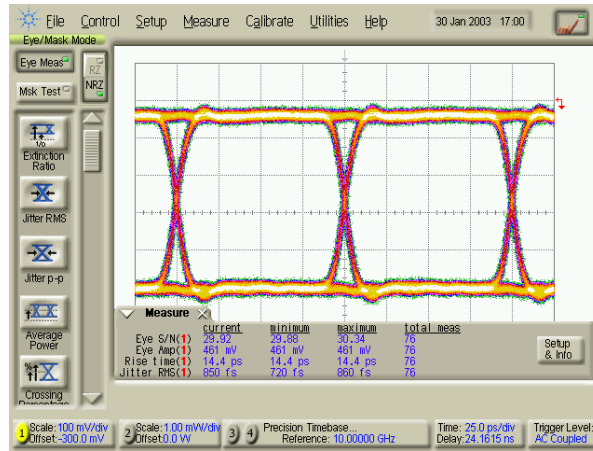 File Control Setup Measure Calibrate Utilities Help 30 Jan 2003 17:00
Eye/Mask Mode
Eye Meas
RZ
Msk Test
NRZ
1/0
Extinction
Ratio
Jitter RMS
Jitter p-p
Average
Power
%
Crossing
Percentage
Measure
current minimum maximum total meas
Eye S/N(1) 29.92 29.88 30.34 76
Eye Amp(1) 461 mV 461 mV 461 mV 76
Rise time(1) 14.4 ps 14.4 ps 14.4 ps 76
Jitter RMS(1) 850 fs 720 fs 860 fs 76
Setup
& Info
1 Scale:100 mV/div
Offset:-300.0 mV
2 Scale:1.00 mW/div
Offset:0.0 W
3 4
Precision Timebase...
Reference: 10.00000 GHz
Time: 25.0 ps/div
Delay:24.1615 ns
Trigger Level:
AC Coupled